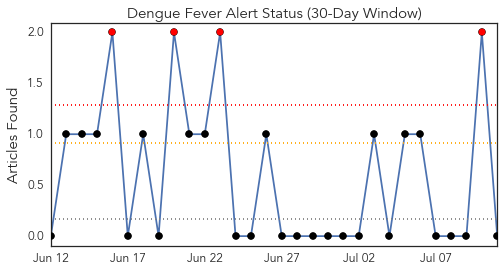 Dengue Fever Alert Status (30-Day Window)
Articles Found
2.0
1.5
1.0
0.5
0.0
Jun 12 Jun 17 Jun 22 Jun 27 Jul 02 Jul 07